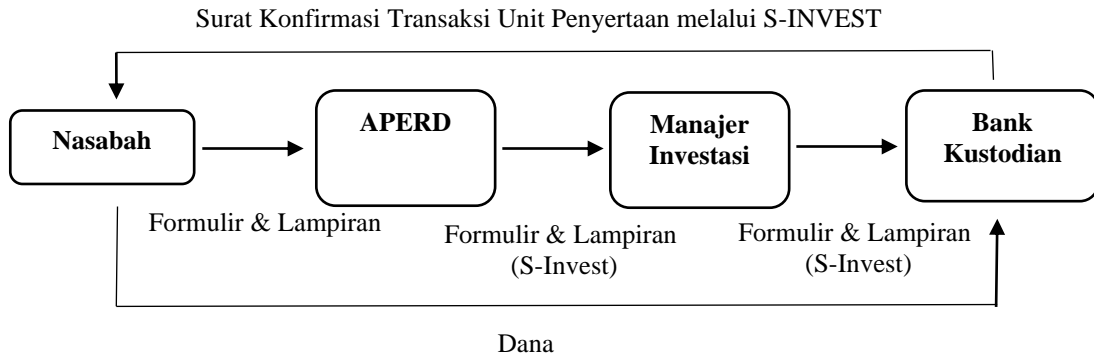 Surat Konfirmasi Transaksi Unit Penyertaan melalui S-INVEST
Nasabah
APERD
Manajer
Investasi
Bank
Kustodian
Formulir & Lampiran
Formulir & Lampiran
(S-Invest)
Formulir & Lampiran
(S-Invest)
Dana